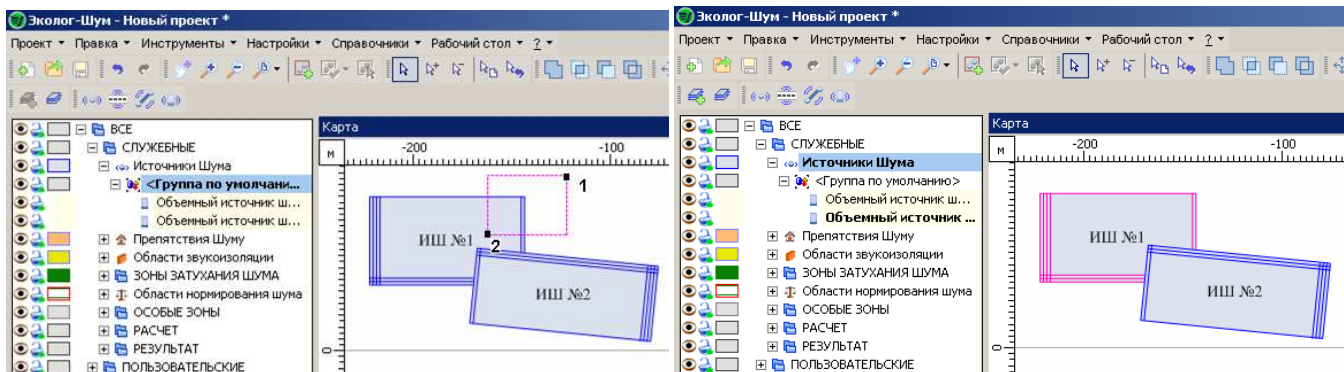 Эколог-Шум - Новый проект *
Проект Правка Инструменты Настройки Справочники Рабочий стол ?
ВСЕ
СЛУЖЕБНЫЕ
Источники Шума
<Группа по умолчани...
Объемный источник ш...
Объемный источник ш...
Препятствия Шуму
Области звукоизоляции
ЗОНЫ ЗАТУХАНИЯ ШУМА
Области нормирования шума
ОСОБЫЕ ЗОНЫ
РАСЧЕТ
РЕЗУЛЬТАТ
ПОЛЬЗОВАТЕЛЬСКИЕ
Карта
м
-200
-100
1
2
ИШ №1
ИШ №2
0
Эколог-Шум - Новый проект *
Проект Правка Инструменты Настройки Справочники Рабочий стол ?
ВСЕ
СЛУЖЕБНЫЕ
Источники Шума
<Группа по умолчанию>
Объемный источник ш...
Объемный источник ...
Препятствия Шуму
Области звукоизоляции
ЗОНЫ ЗАТУХАНИЯ ШУМА
Области нормирования шума
ОСОБЫЕ ЗОНЫ
РАСЧЕТ
РЕЗУЛЬТАТ
ПОЛЬЗОВАТЕЛЬСКИЕ
Карта
м
-200
-100
ИШ №1
ИШ №2
0